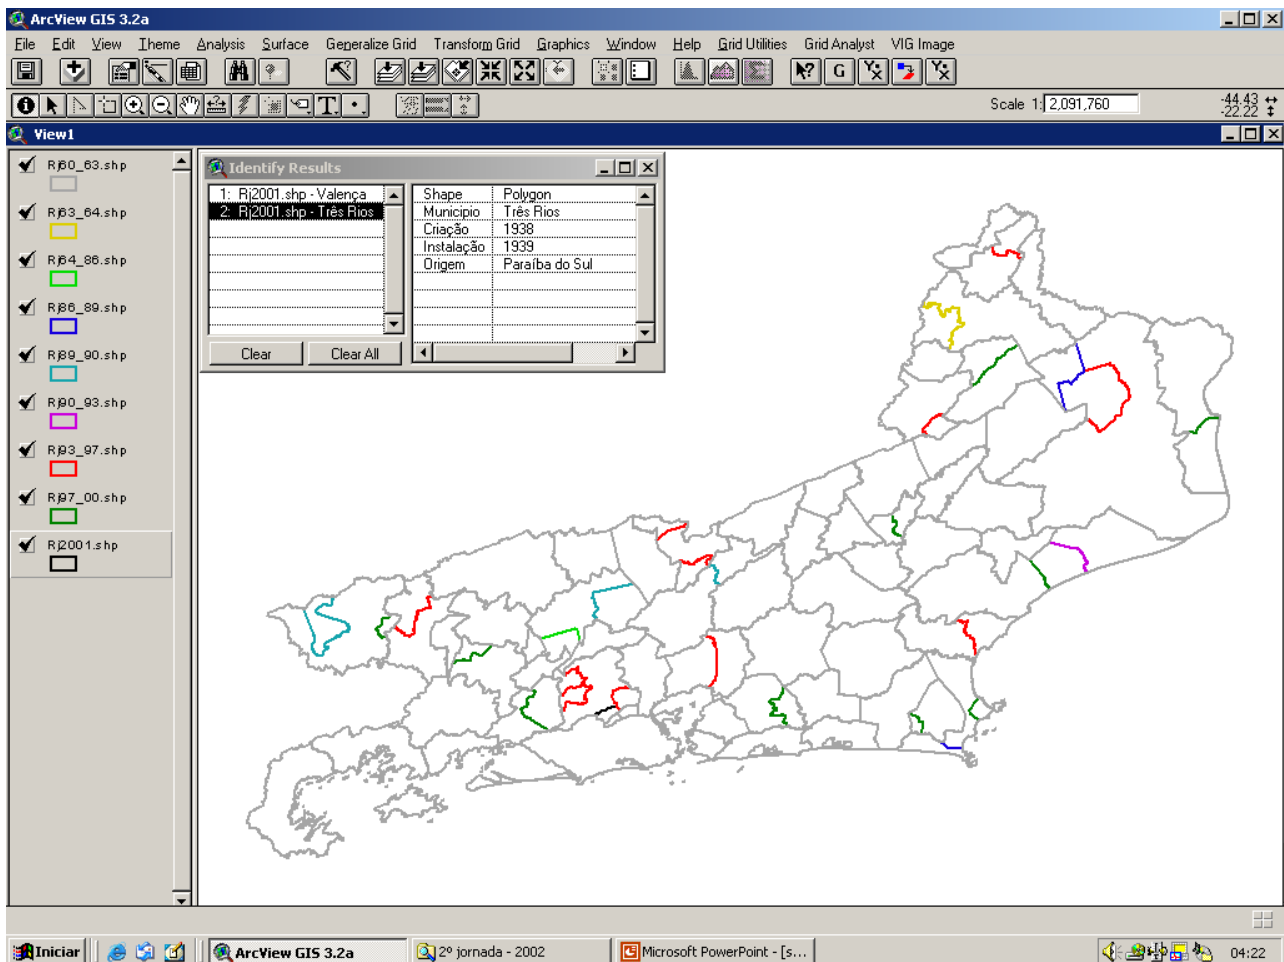 ArcView GIS 3.2a
File Edit View Theme Analysis Surface Generalize Grid Transform Grid Graphics Window Help Grid Utilities Grid Analyst VIG Image
Scale 1: 2,091,760
-44.43
-22.22
View1
Rj60_63.shp
Rj63_64.shp
Rj64_86.shp
Rj86_89.shp
Rj89_90.shp
Rj90_93.shp
Rj93_97.shp
Rj97_00.shp
Rj2001.shp
Identify Results
1: Rj2001.shp - Valença
2: Rj2001.shp - Três Rios
Shape Polygon
Municipio Três Rios
Criação 1938
Instalação 1939
Origem Paraíba do Sul
Clear Clear All
Iniciar ArcView GIS 3.2a 2º jornada - 2002 Microsoft PowerPoint - [s... 04:22